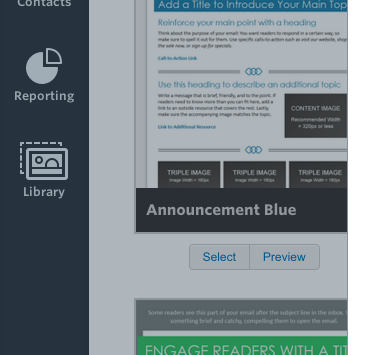 Contacts
Reporting
Library
Add a Title to Introduce Your Main Top
Reinforce your main point with a heading
Think about the purpose of your email: You want readers to respond in a certain way, so
make sure to spell it out for them. Use specific calls-to-action such as visit our website, shop
the sale now, or sign up for specials.
Call to Action Link
Use this heading to describe an additional topic
Write a message that is brief, friendly, and to the point. If
readers need to know more than you can fit here, add a
link to an outside resource that covers the rest. Lastly,
make sure the accompanying image matches the topic.
Link to Additional Resource
CONTENT IMAGE
Recommended Width
= 320px or less
TRIPLE IMAGE
Image Width = 160px
TRIPLE IMAGE
Image Width = 160px
TRIPLE IMAGE
Image Width = 160px
Announcement Blue
Select
Preview
Some readers see this part of your email after the subject line in the inbox.
something brief and catchy, compelling them to open the email.
ENGAGE READERS WITH A TIT